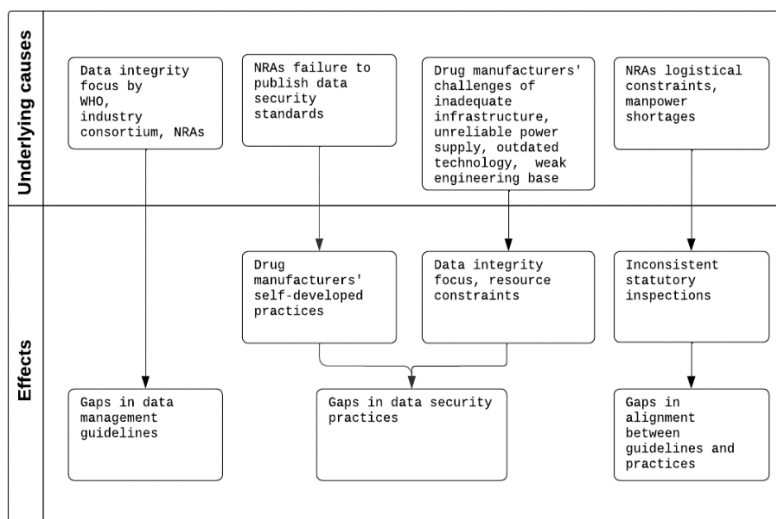 Underlying causes
Data integrity
focus by
WHO,
industry
consortium, NRAs
NRAs failure to
publish data
security
standards
Drug manufacturers'
challenges of
inadequate
infrastructure,
unreliable power
supply, outdated
technology, weak
engineering base
NRAs logistical
constraints,
manpower
shortages
Effects
Drug
manufacturers'
self-developed
practices
Data integrity
focus, resource
constraints
Inconsistent
statutory
inspections
Gaps in data
management
guidelines
Gaps in data security
practices
Gaps in
alignment
between
guidelines and
practices